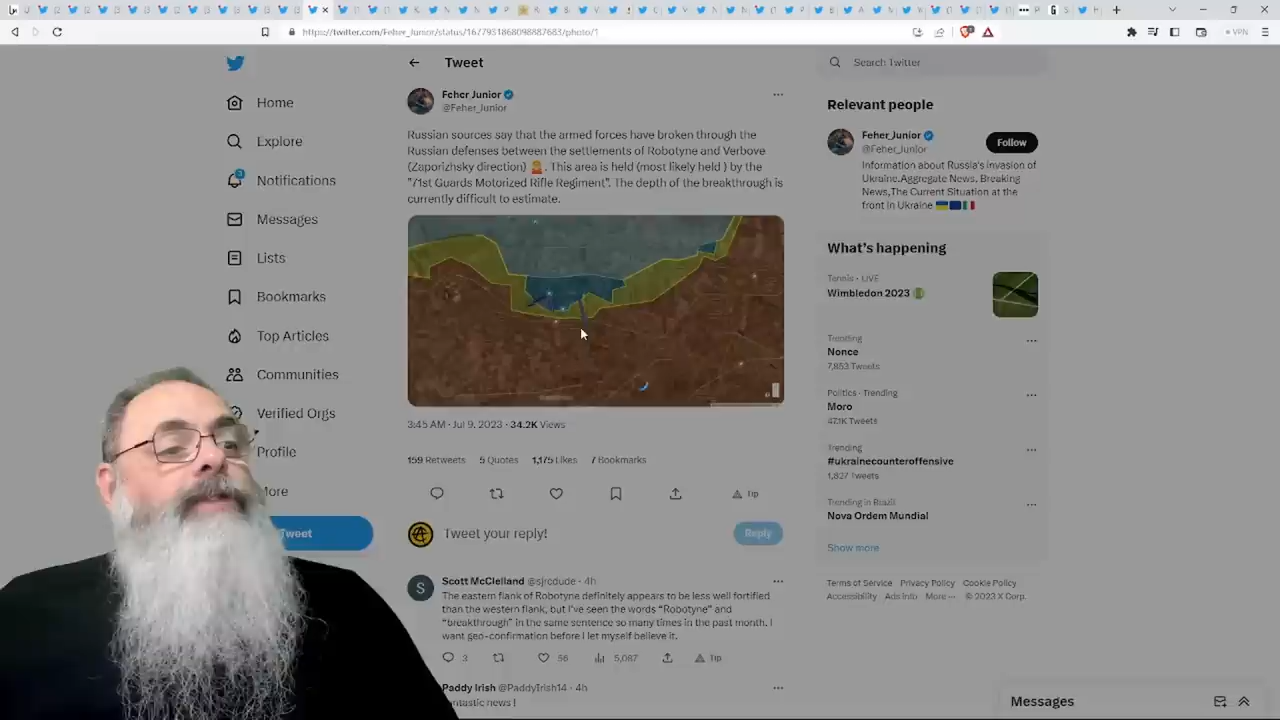 https://twitter.com/Feher_Junior/status/1677931868098887683/photo/1
VPN
Home
Explore
3
Notifications
Messages
Lists
Bookmarks
Top Articles
Communities
Verified Orgs
Profile
More
Tweet
Tweet
Feher Junior
@Feher_Junior
Russian sources say that the armed forces have broken through the
Russian defenses between the settlements of Robotyne and Verbove
(Zaporizhsky direction) 🤷. This area is held (most likely held ) by the
"71st Guards Motorized Rifle Regiment". The depth of the breakthrough is
currently difficult to estimate.
3:45 AM · Jul 9, 2023 · 34.2K Views
159 Retweets 5 Quotes 1,175 Likes 7 Bookmarks
Tip
Tweet your reply!
Reply
S
Scott McClelland @sjrcdude · 4h
The eastern flank of Robotyne definitely appears to be less well fortified
than the western flank, but I've seen the words "Robotyne" and
"breakthrough" in the same sentence so many times in the past month, I
want geo-confirmation before I let myself believe it.
3 56 5,087 Tip
Paddy Irish @PaddyIrish14 · 4h
antastic news !
Search Twitter
Relevant people
Feher_Junior
@Feher_Junior
Follow
Information about Russia's invasion of
Ukraine.Aggregate News, Breaking
News,The Current Situation at the
front in Ukraine 🇺🇦🇪🇺🇮🇹
What's happening
Tennis · LIVE
Wimbledon 2023
Trending
Nonce
7,853 Tweets
Politics · Trending
Moro
47.1K Tweets
Trending
#ukrainecounteroffensive
1,827 Tweets
Trending in Brazil
Nova Ordem Mundial
Show more
Terms of Service Privacy Policy Cookie Policy
Accessibility Ads info More ··· © 2023 X Corp.
Messages